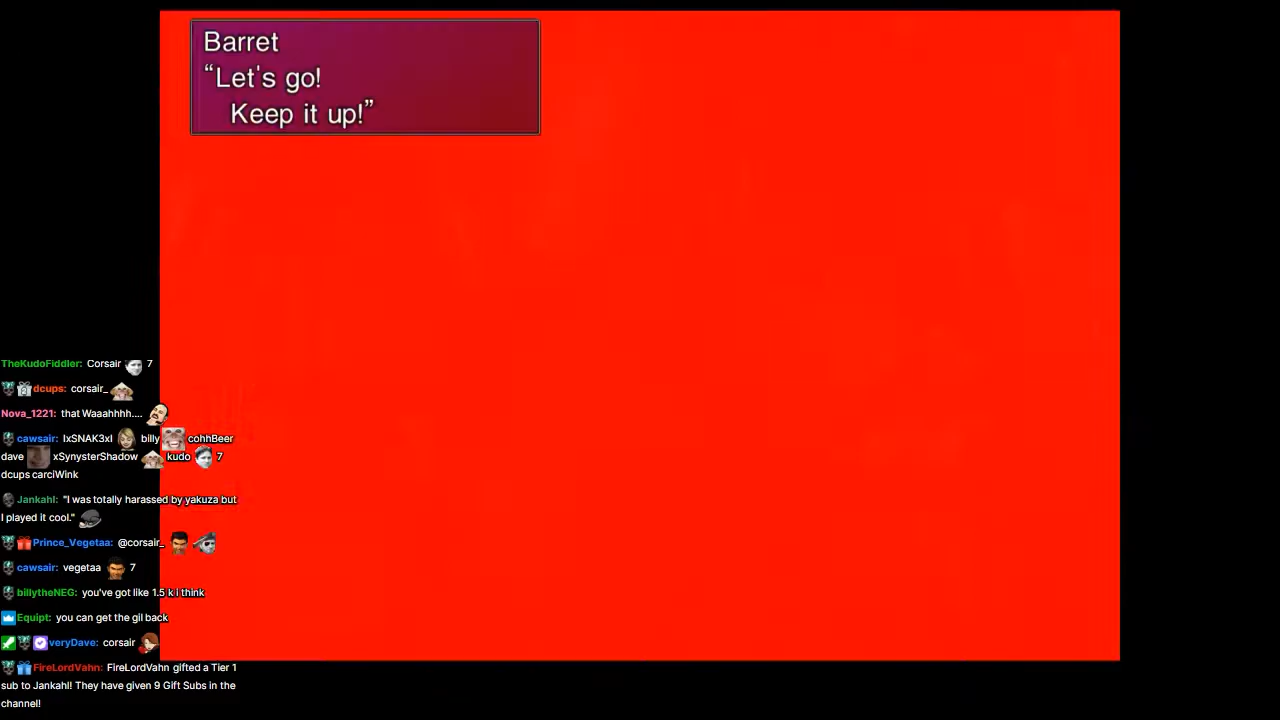 Barret
“Let's go!
Keep it up!”
TheKudoFiddler: Corsair 7
dcups: corsair_
Nova_1221: that Waaahhhh....
cawsair: IxSNAK3xI billy cohhBeer
dave xSynysterShadow kudo 7
dcups carciWink
Jankahl: "I was totally harassed by yakuza but
I played it cool."
Prince_Vegetaa: @corsair_
cawsair: vegetaa 7
billytheNEG: you've got like 1.5 k i think
Equipt: you can get the gil back
veryDave: corsair
FireLordVahn: FireLordVahn gifted a Tier 1
sub to Jankahl! They have given 9 Gift Subs in the
channel!